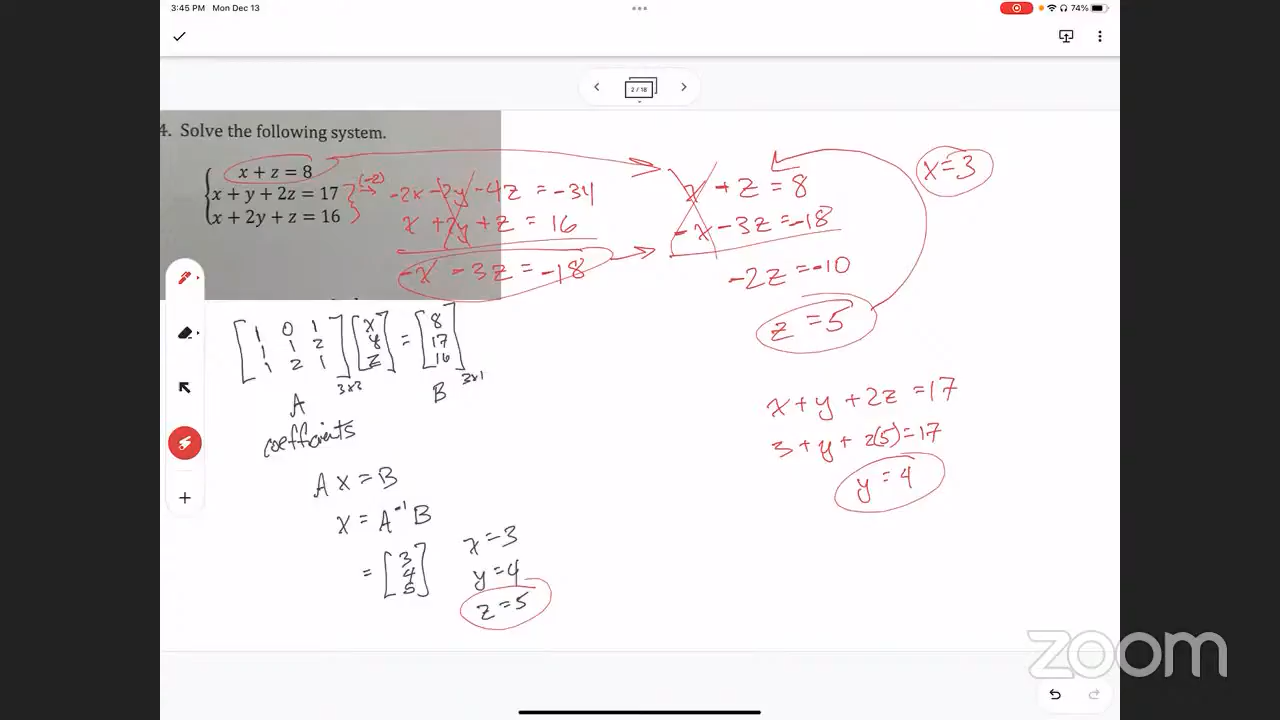 3:45 PM Mon Dec 13
74%
2 / 18
4. Solve the following system.
x + z = 8
x + y + 2z = 17
x + 2y + z = 16
(-2)
-2x -2y -4z = -34
x + 2y + z = 16
-x - 3z = -18
x + z = 8
-x - 3z = -18
-2z = -10
z = 5
x = 3
x + y + 2z = 17
3 + y + 2(5) = 17
y = 4
1 0 1 x = 8
1 1 2 y 17
1 2 1 z 16
3x3 3x1
A B
coefficients
A X = B
X = A⁻¹ B
= [3 4 5]
x = 3
y = 4
z = 5
zoom